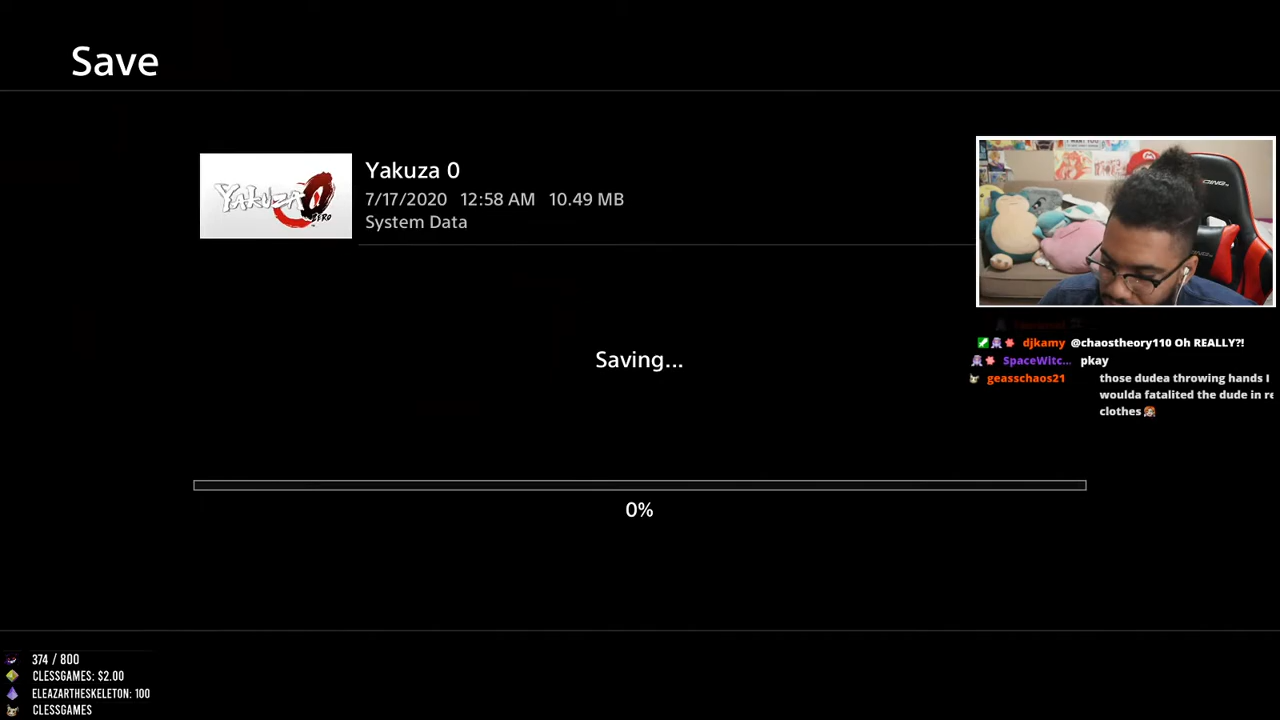 Save
YAKUZA 0
ZERO
Yakuza 0
7/17/2020 12:58 AM 10.49 MB
System Data
Saving...
0%
djkamy @chaostheory110 Oh REALLY?!
SpaceWitc... pkay
geasschaos21 those dudea throwing hands I
woulda fatalited the dude in re
clothes
374 / 800
CLESSGAMES: $2.00
ELEAZARTHESKELETON: 100
CLESSGAMES